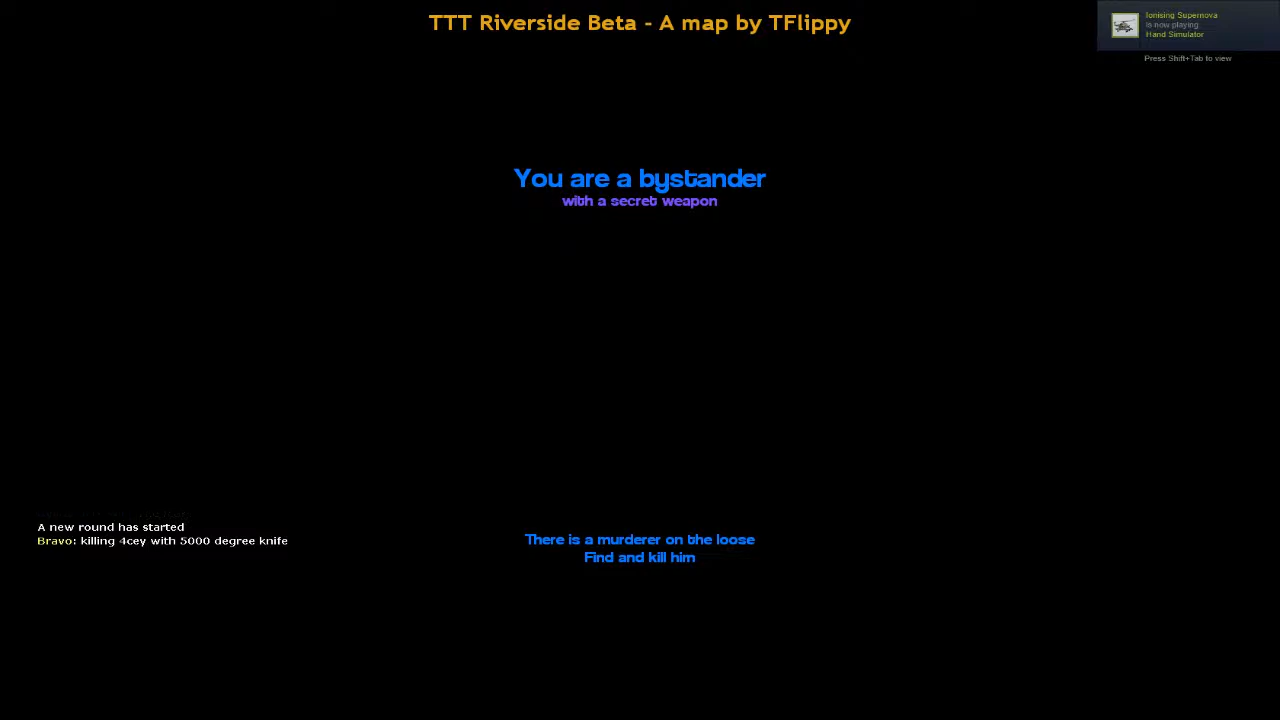 TTT Riverside Beta - A map by TFlippy
Ionising Supernova
is now playing
Hand Simulator
Press Shift+Tab to view
You are a bystander
with a secret weapon
A new round has started
Bravo: killing 4cey with 5000 degree knife
There is a murderer on the loose
Find and kill him